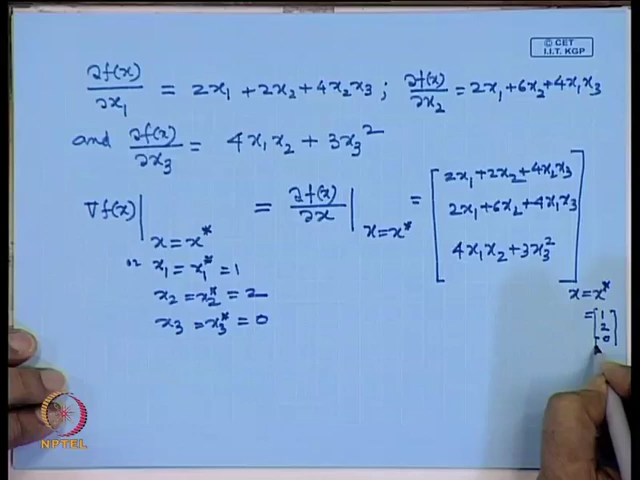 © CET
I.I.T. KGP
∂f(x)/∂x₁ = 2x₁ + 2x₂ + 4x₂x₃ ; ∂f(x)/∂x₂ = 2x₁ + 6x₂ + 4x₁x₃
and ∂f(x)/∂x₃ = 4x₁x₂ + 3x₃²
∇f(x)|ₓ₌ₓ* = ∂f(x)/∂x |ₓ₌ₓ* = [2x₁+2x₂+4x₂x₃
2x₁+6x₂+4x₁x₃
4x₁x₂+3x₃²] x=x*
or x₁ = x₁* = 1
x₂ = x₂* = 2
x₃ = x₃* = 0
= [1
2
0]
NPTEL